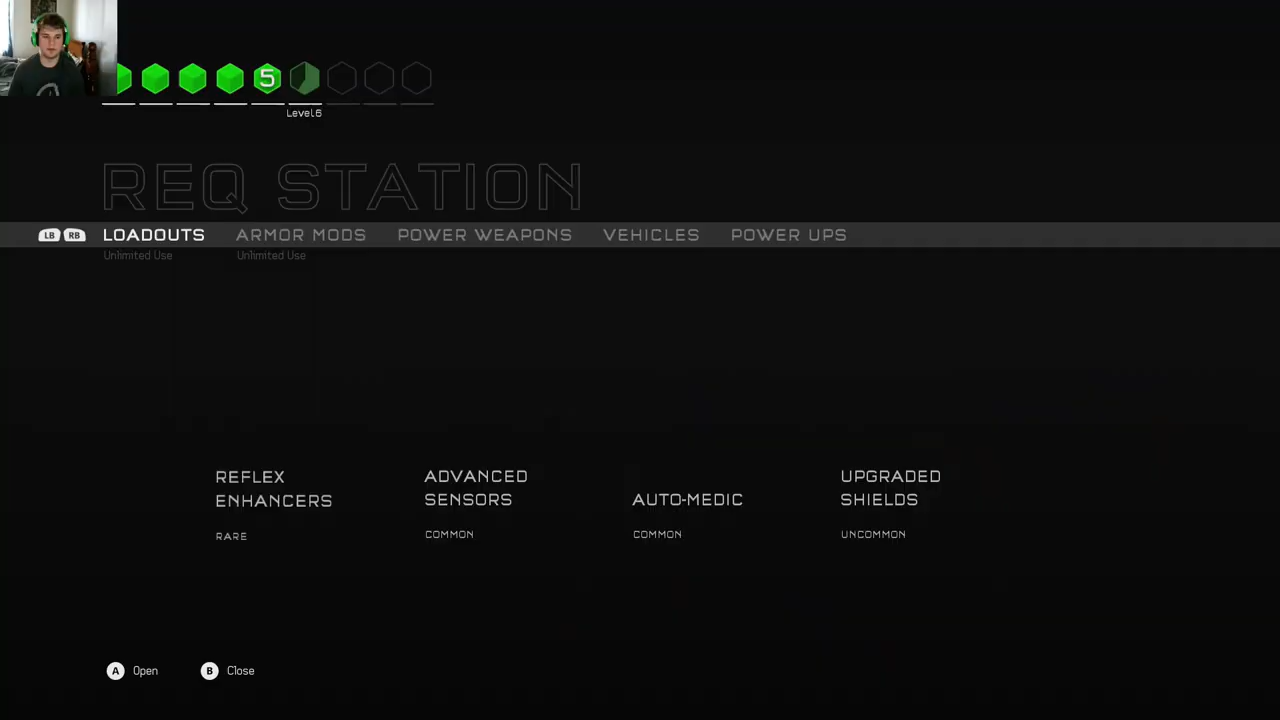 5
Level 6
REQ STATION
LB RB LOADOUTS ARMOR MODS POWER WEAPONS VEHICLES POWER UPS
Unlimited Use Unlimited Use
REFLEX ENHANCERS
RARE
ADVANCED SENSORS
COMMON
AUTO-MEDIC
COMMON
UPGRADED SHIELDS
UNCOMMON
A Open B Close